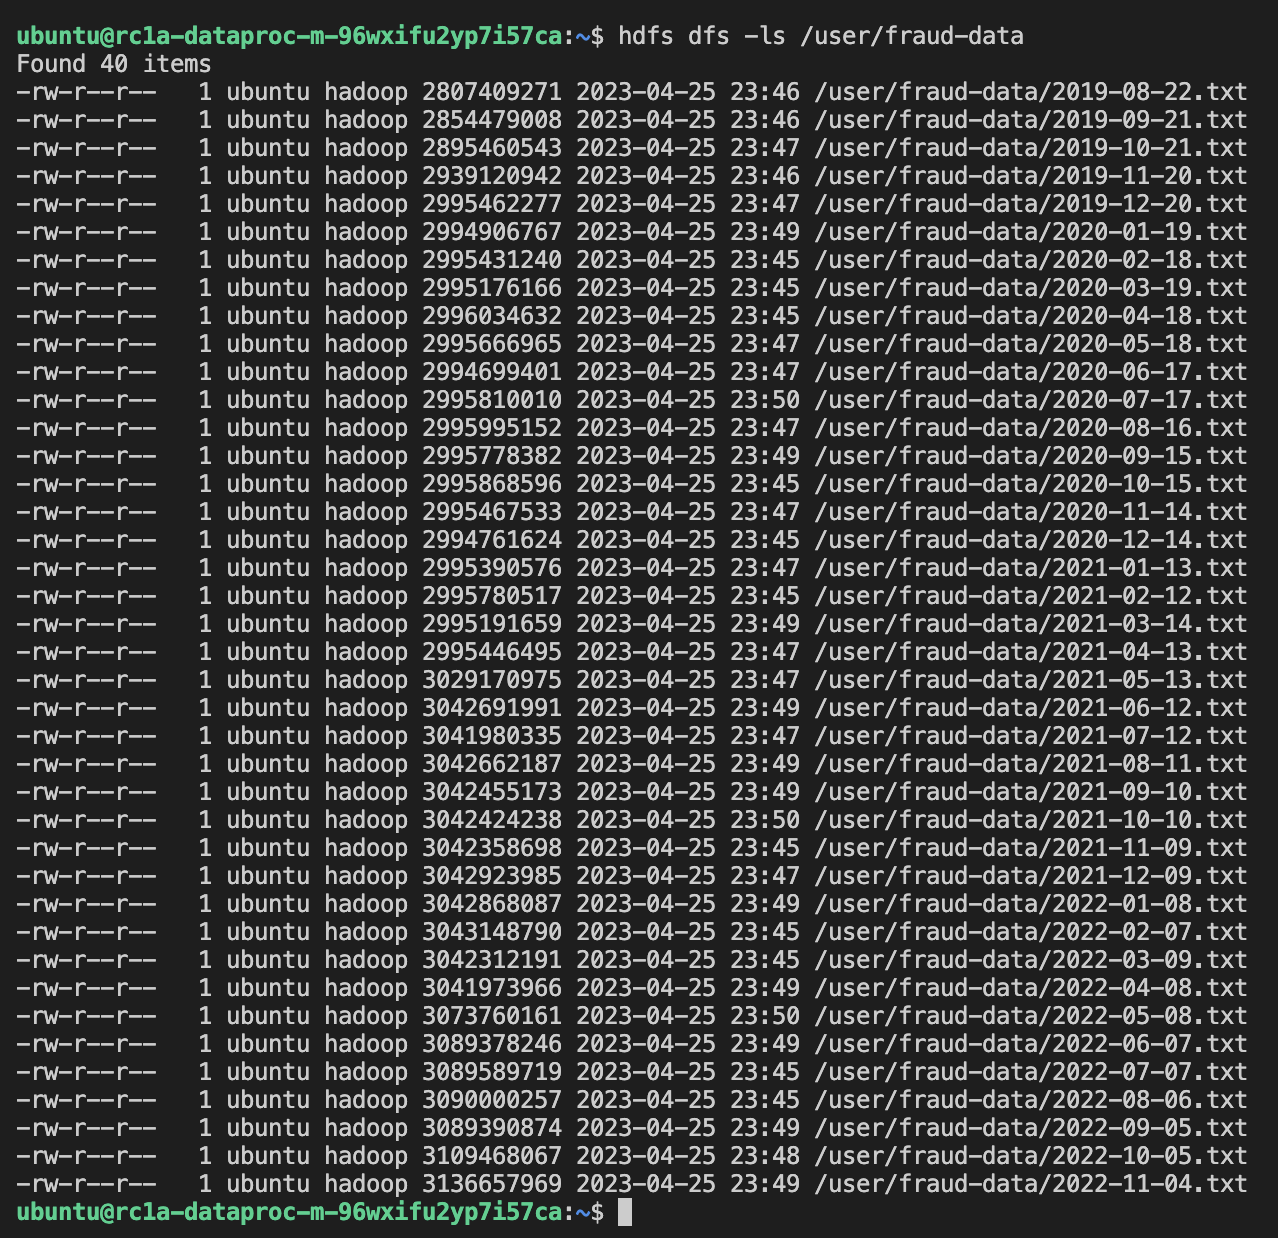 ubuntu@rc1a-dataproc-m-96wxifu2yp7i57ca:~$ hdfs dfs -ls /user/fraud-data
Found 40 items
-rw-r--r--   1 ubuntu hadoop 2807409271 2023-04-25 23:46 /user/fraud-data/2019-08-22.txt
-rw-r--r--   1 ubuntu hadoop 2854479008 2023-04-25 23:46 /user/fraud-data/2019-09-21.txt
-rw-r--r--   1 ubuntu hadoop 2895460543 2023-04-25 23:47 /user/fraud-data/2019-10-21.txt
-rw-r--r--   1 ubuntu hadoop 2939120942 2023-04-25 23:46 /user/fraud-data/2019-11-20.txt
-rw-r--r--   1 ubuntu hadoop 2995462277 2023-04-25 23:47 /user/fraud-data/2019-12-20.txt
-rw-r--r--   1 ubuntu hadoop 2994906767 2023-04-25 23:49 /user/fraud-data/2020-01-19.txt
-rw-r--r--   1 ubuntu hadoop 2995431240 2023-04-25 23:45 /user/fraud-data/2020-02-18.txt
-rw-r--r--   1 ubuntu hadoop 2995176166 2023-04-25 23:45 /user/fraud-data/2020-03-19.txt
-rw-r--r--   1 ubuntu hadoop 2996034632 2023-04-25 23:45 /user/fraud-data/2020-04-18.txt
-rw-r--r--   1 ubuntu hadoop 2995666965 2023-04-25 23:47 /user/fraud-data/2020-05-18.txt
-rw-r--r--   1 ubuntu hadoop 2994699401 2023-04-25 23:47 /user/fraud-data/2020-06-17.txt
-rw-r--r--   1 ubuntu hadoop 2995810010 2023-04-25 23:50 /user/fraud-data/2020-07-17.txt
-rw-r--r--   1 ubuntu hadoop 2995995152 2023-04-25 23:47 /user/fraud-data/2020-08-16.txt
-rw-r--r--   1 ubuntu hadoop 2995778382 2023-04-25 23:49 /user/fraud-data/2020-09-15.txt
-rw-r--r--   1 ubuntu hadoop 2995868596 2023-04-25 23:45 /user/fraud-data/2020-10-15.txt
-rw-r--r--   1 ubuntu hadoop 2995467533 2023-04-25 23:47 /user/fraud-data/2020-11-14.txt
-rw-r--r--   1 ubuntu hadoop 2994761624 2023-04-25 23:45 /user/fraud-data/2020-12-14.txt
-rw-r--r--   1 ubuntu hadoop 2995390576 2023-04-25 23:47 /user/fraud-data/2021-01-13.txt
-rw-r--r--   1 ubuntu hadoop 2995780517 2023-04-25 23:45 /user/fraud-data/2021-02-12.txt
-rw-r--r--   1 ubuntu hadoop 2995191659 2023-04-25 23:49 /user/fraud-data/2021-03-14.txt
-rw-r--r--   1 ubuntu hadoop 2995446495 2023-04-25 23:47 /user/fraud-data/2021-04-13.txt
-rw-r--r--   1 ubuntu hadoop 3029170975 2023-04-25 23:47 /user/fraud-data/2021-05-13.txt
-rw-r--r--   1 ubuntu hadoop 3042691991 2023-04-25 23:49 /user/fraud-data/2021-06-12.txt
-rw-r--r--   1 ubuntu hadoop 3041980335 2023-04-25 23:47 /user/fraud-data/2021-07-12.txt
-rw-r--r--   1 ubuntu hadoop 3042662187 2023-04-25 23:49 /user/fraud-data/2021-08-11.txt
-rw-r--r--   1 ubuntu hadoop 3042455173 2023-04-25 23:49 /user/fraud-data/2021-09-10.txt
-rw-r--r--   1 ubuntu hadoop 3042424238 2023-04-25 23:50 /user/fraud-data/2021-10-10.txt
-rw-r--r--   1 ubuntu hadoop 3042358698 2023-04-25 23:45 /user/fraud-data/2021-11-09.txt
-rw-r--r--   1 ubuntu hadoop 3042923985 2023-04-25 23:47 /user/fraud-data/2021-12-09.txt
-rw-r--r--   1 ubuntu hadoop 3042868087 2023-04-25 23:49 /user/fraud-data/2022-01-08.txt
-rw-r--r--   1 ubuntu hadoop 3043148790 2023-04-25 23:45 /user/fraud-data/2022-02-07.txt
-rw-r--r--   1 ubuntu hadoop 3042312191 2023-04-25 23:45 /user/fraud-data/2022-03-09.txt
-rw-r--r--   1 ubuntu hadoop 3041973966 2023-04-25 23:49 /user/fraud-data/2022-04-08.txt
-rw-r--r--   1 ubuntu hadoop 3073760161 2023-04-25 23:50 /user/fraud-data/2022-05-08.txt
-rw-r--r--   1 ubuntu hadoop 3089378246 2023-04-25 23:49 /user/fraud-data/2022-06-07.txt
-rw-r--r--   1 ubuntu hadoop 3089589719 2023-04-25 23:45 /user/fraud-data/2022-07-07.txt
-rw-r--r--   1 ubuntu hadoop 3090000257 2023-04-25 23:45 /user/fraud-data/2022-08-06.txt
-rw-r--r--   1 ubuntu hadoop 3089390874 2023-04-25 23:49 /user/fraud-data/2022-09-05.txt
-rw-r--r--   1 ubuntu hadoop 3109468067 2023-04-25 23:48 /user/fraud-data/2022-10-05.txt
-rw-r--r--   1 ubuntu hadoop 3136657969 2023-04-25 23:49 /user/fraud-data/2022-11-04.txt
ubuntu@rc1a-dataproc-m-96wxifu2yp7i57ca:~$